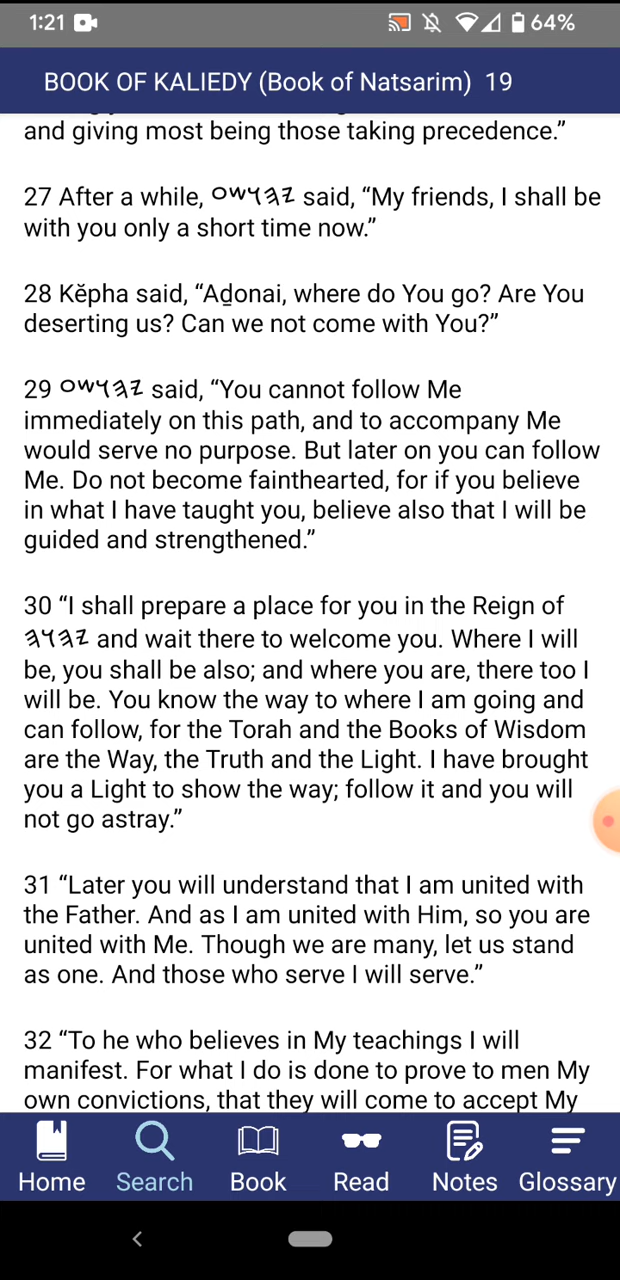 1:21 64%
BOOK OF KALIEDY (Book of Natsarim) 19
and giving most being those taking precedence.”
27 After a while, 𐤉𐤄𐤅𐤔𐤏 said, “My friends, I shall be
with you only a short time now.”
28 Kĕpha said, “Aḏonai, where do You go? Are You
deserting us? Can we not come with You?”
29 𐤉𐤄𐤅𐤔𐤏 said, “You cannot follow Me
immediately on this path, and to accompany Me
would serve no purpose. But later on you can follow
Me. Do not become fainthearted, for if you believe
in what I have taught you, believe also that I will be
guided and strengthened.”
30 “I shall prepare a place for you in the Reign of
𐤉𐤄𐤅𐤄 and wait there to welcome you. Where I will
be, you shall be also; and where you are, there too I
will be. You know the way to where I am going and
can follow, for the Torah and the Books of Wisdom
are the Way, the Truth and the Light. I have brought
you a Light to show the way; follow it and you will
not go astray.”
31 “Later you will understand that I am united with
the Father. And as I am united with Him, so you are
united with Me. Though we are many, let us stand
as one. And those who serve I will serve.”
32 “To he who believes in My teachings I will
manifest. For what I do is done to prove to men My
own convictions, that they will come to accept My
Home Search Book Read Notes Glossary